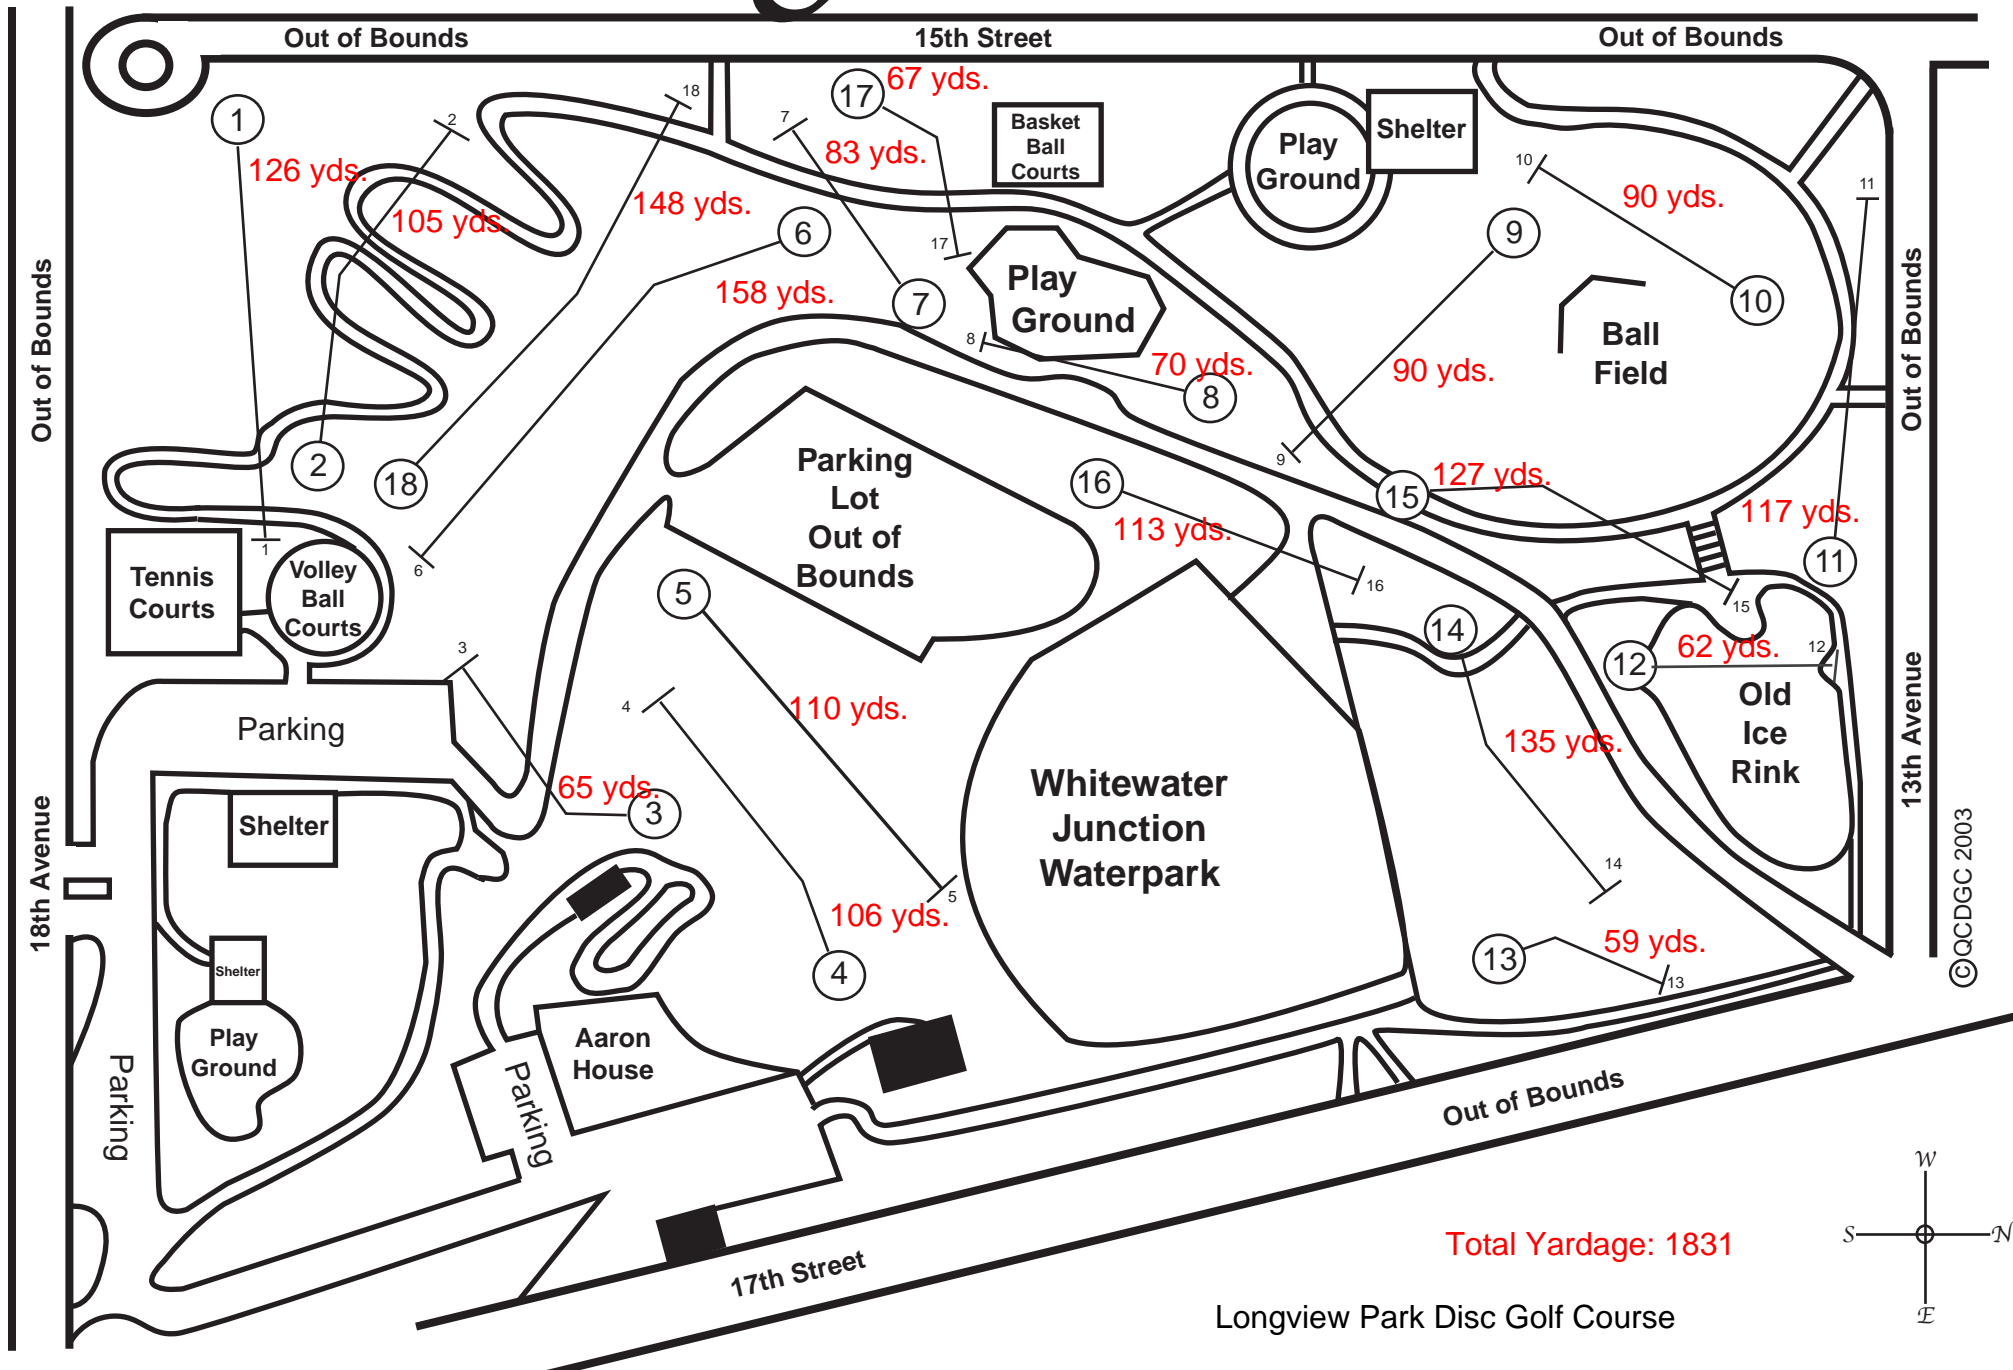 Out of Bounds
15th Street
Out of Bounds
1
126 yds.
2
105 yds.
18
148 yds.
7
83 yds.
17
67 yds.
Basket
Ball
Courts
Play
Ground
Shelter
10
90 yds.
11
9
6
158 yds.
17
7
Play
Ground
8
70 yds.
8
90 yds.
10
Ball
Field
Out of Bounds
Out of Bounds
2
18
9
Parking
Lot
Out of
Bounds
16
113 yds.
15
127 yds.
117 yds.
11
1
6
Tennis
Courts
Volley
Ball
Courts
5
16
15
14
12
62 yds.
12
3
4
110 yds.
Old
Ice
Rink
135 yds.
Parking
65 yds.
3
Whitewater
Junction
Waterpark
13th Avenue
18th Avenue
Shelter
14
5
106 yds.
4
13
59 yds.
13
©QCDGC 2003
Shelter
Play
Ground
Aaron
House
Parking
Parking
Out of Bounds
17th Street
W
S
N
E
Total Yardage: 1831
Longview Park Disc Golf Course